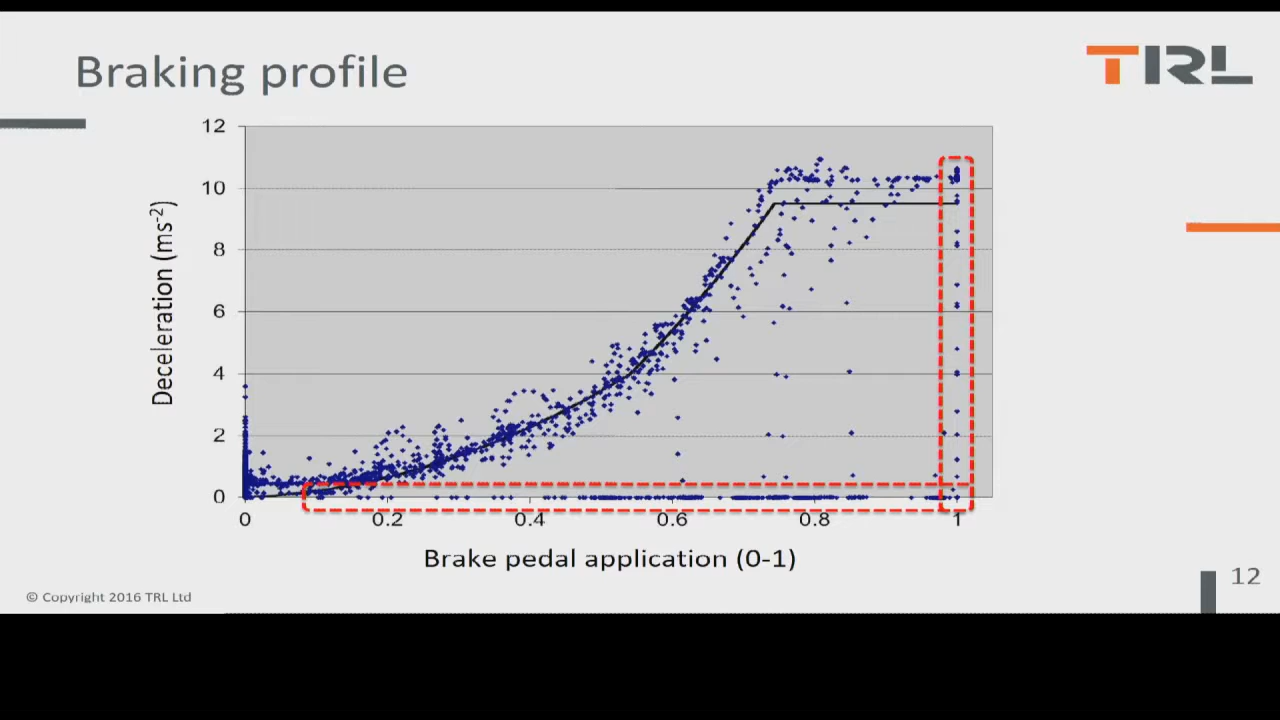 Braking profile
TRL
12
10
8
6
4
2
0
Deceleration (ms⁻²)
0 0.2 0.4 0.6 0.8 1
Brake pedal application (0-1)
12
© Copyright 2016 TRL Ltd